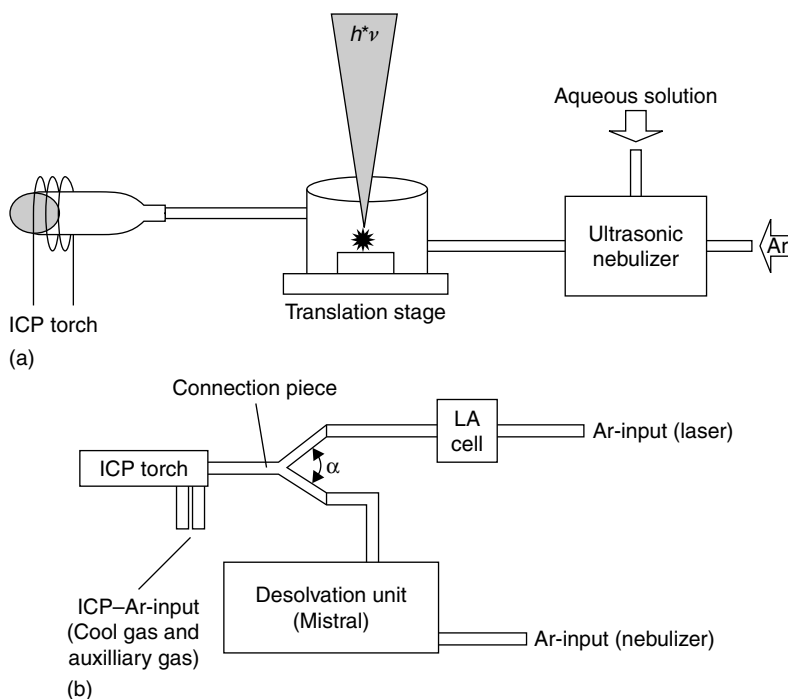 h*ν
Aqueous solution
Ultrasonic
nebulizer
Ar
Translation stage
ICP torch
(a)
Connection piece
LA
cell
Ar-input (laser)
ICP torch
α
ICP–Ar-input
(Cool gas and
auxilliary gas)
Desolvation unit
(Mistral)
Ar-input (nebulizer)
(b)